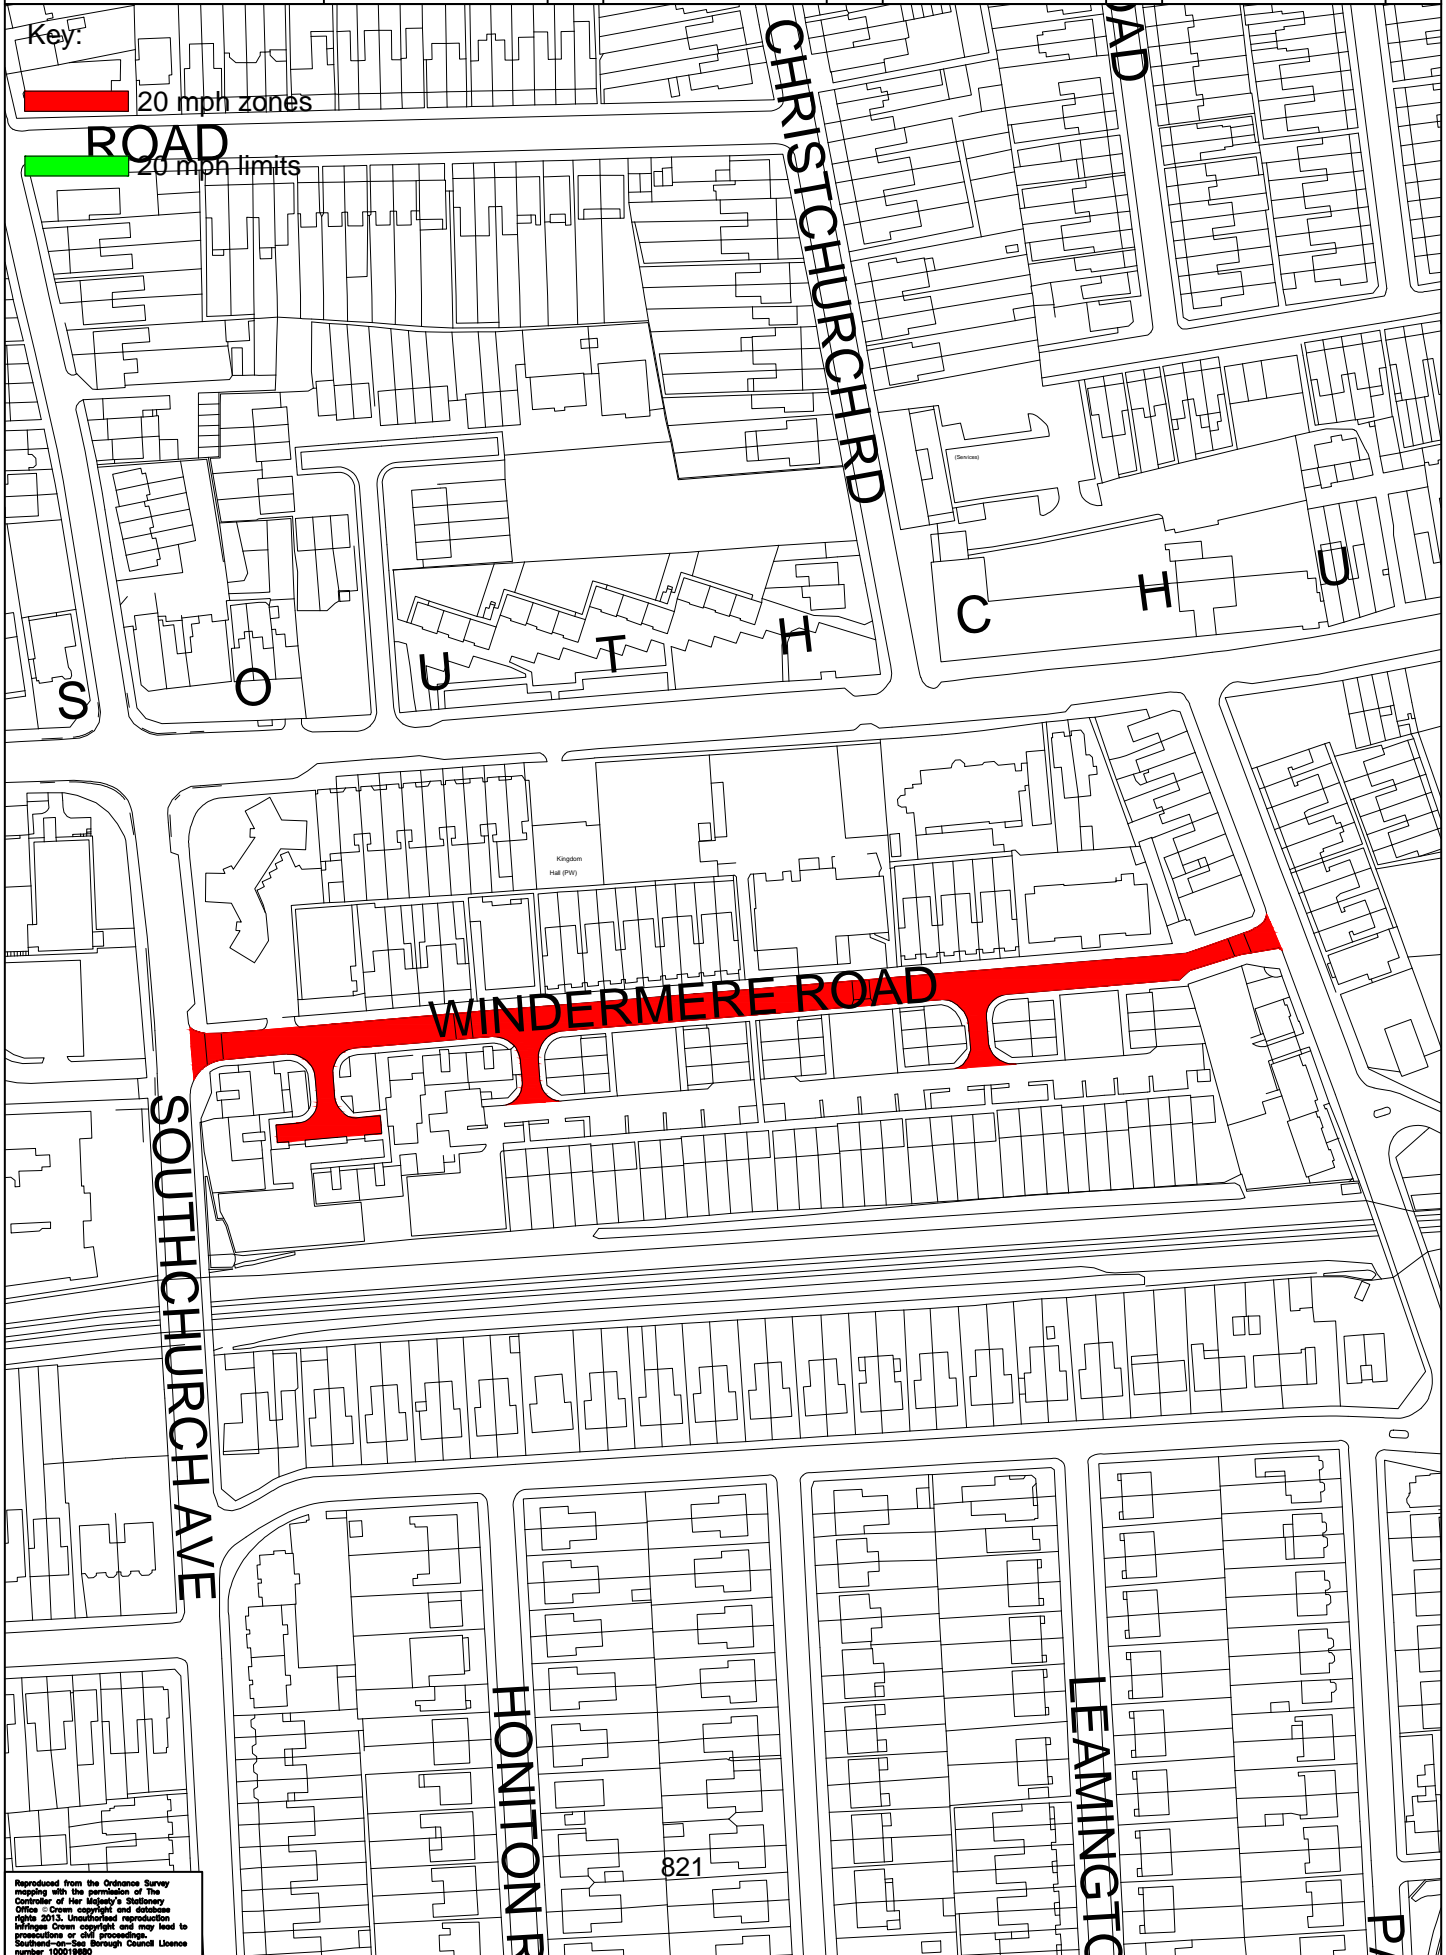 Key:
20 mph zones
ROAD
20 mph limits
CHRISTCHURCH RD
OAD
(Services)
S O U T H C H U
Kingdom
Hall (PW)
WINDERMERE ROAD
SOUTHCHURCH AVE
HONITON R
LEAMINGTO
PA
821
Reproduced from the Ordnance Survey
mapping with the permission of The
Controller of Her Majesty's Stationery
Office © Crown copyright and database
rights 2013. Unauthorised reproduction
infringes Crown copyright and may lead to
prosecutions or civil proceedings.
Southend-on-Sea Borough Council Licence
number 100019680